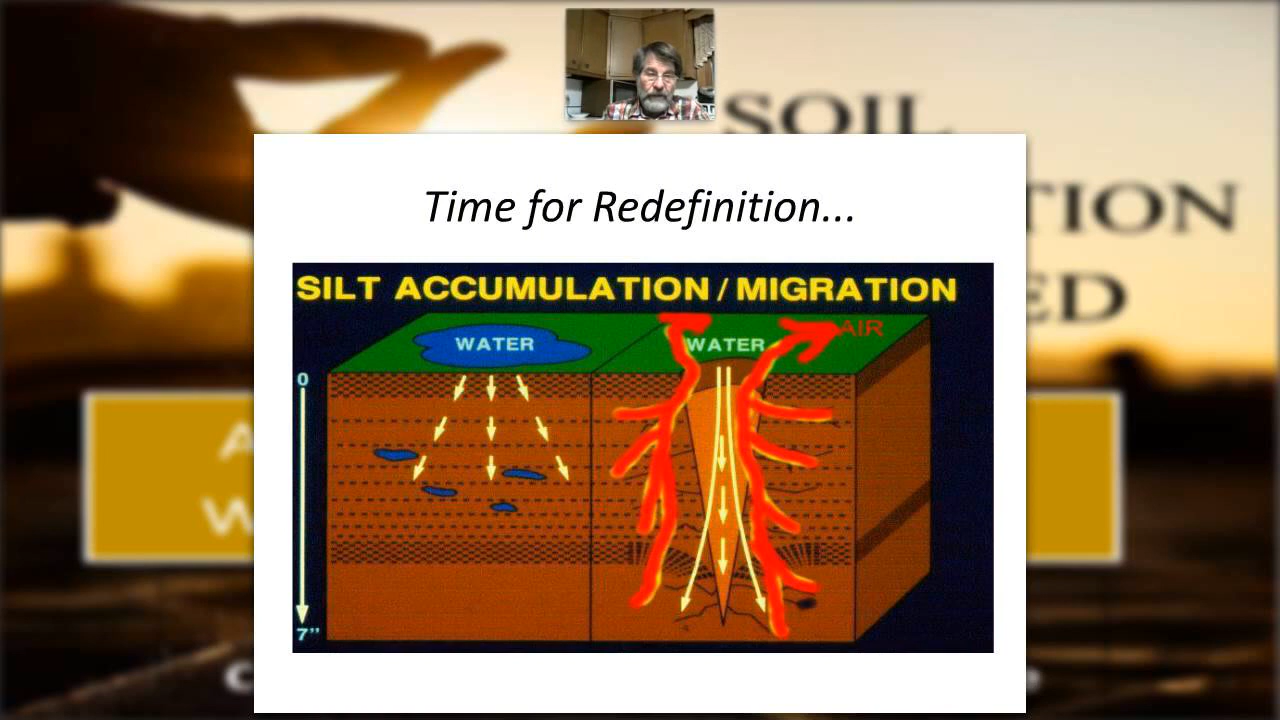 SOIL
TION
ED
Time for Redefinition...
SILT ACCUMULATION / MIGRATION
WATER
WATER
AIR
0
7”